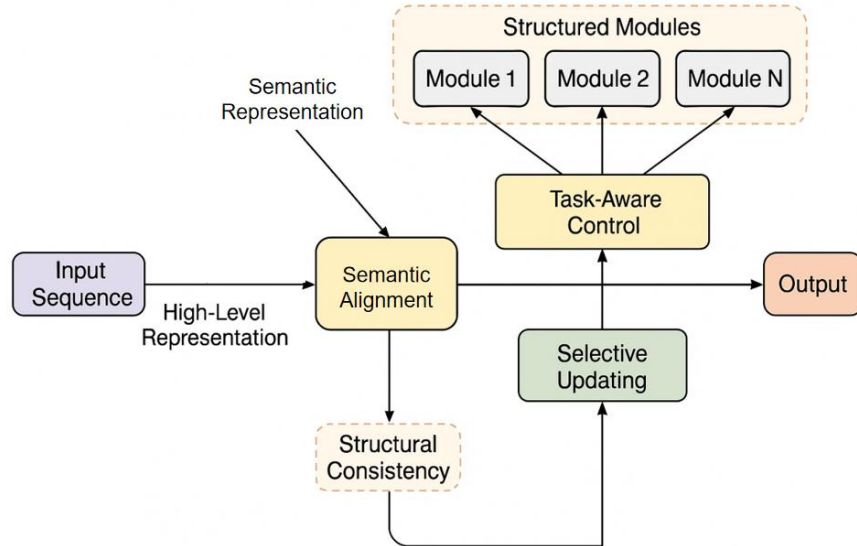 Structured Modules
Module 1
Module 2
Module N
Semantic
Representation
Task-Aware
Control
Input
Sequence
High-Level
Representation
Semantic
Alignment
Output
Selective
Updating
Structural
Consistency